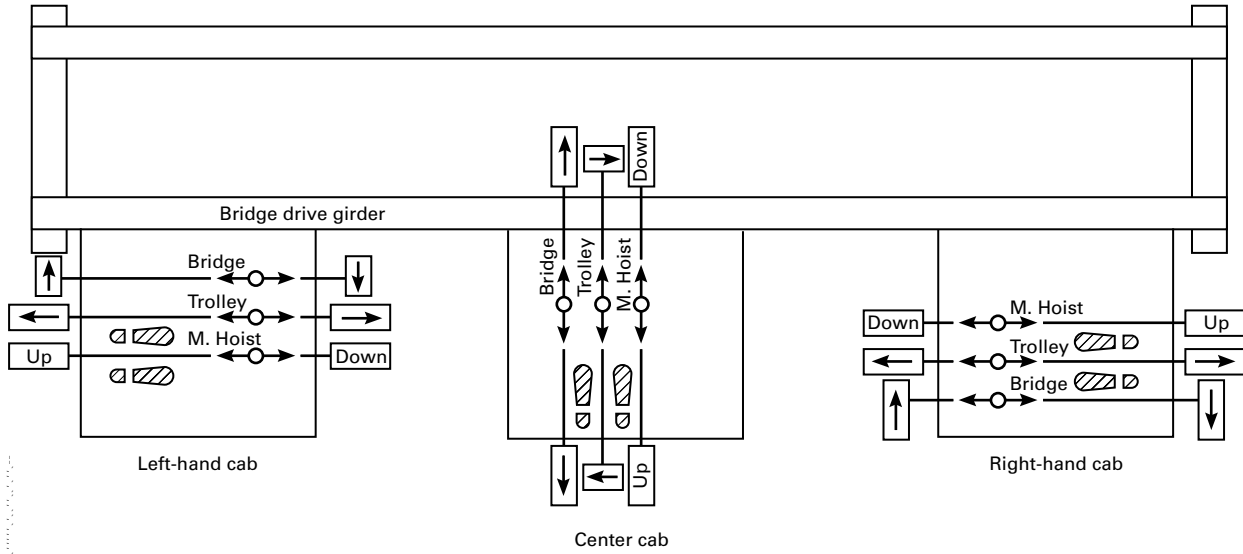 Down
Bridge drive girder
Bridge
Trolley
M. Hoist
Up
Down
Left-hand cab
Bridge
Trolley
M. Hoist
Up
Center cab
M. Hoist
Down
Up
Trolley
Bridge
Right-hand cab